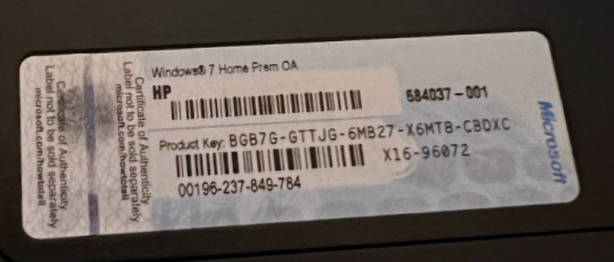 Windows® 7 Home Prem OA
HP
684037-001
Product Key: BGB7G-GTTJG-6MB27-X6MT8-CBDXC
X16-96072
00196-237-849-784
Microsoft
Certificate of Authenticity
Label not to be sold separately
microsoft.com/howtotell
Certificate of Authenticity
Label not to be sold separately
microsoft.com/howtotell